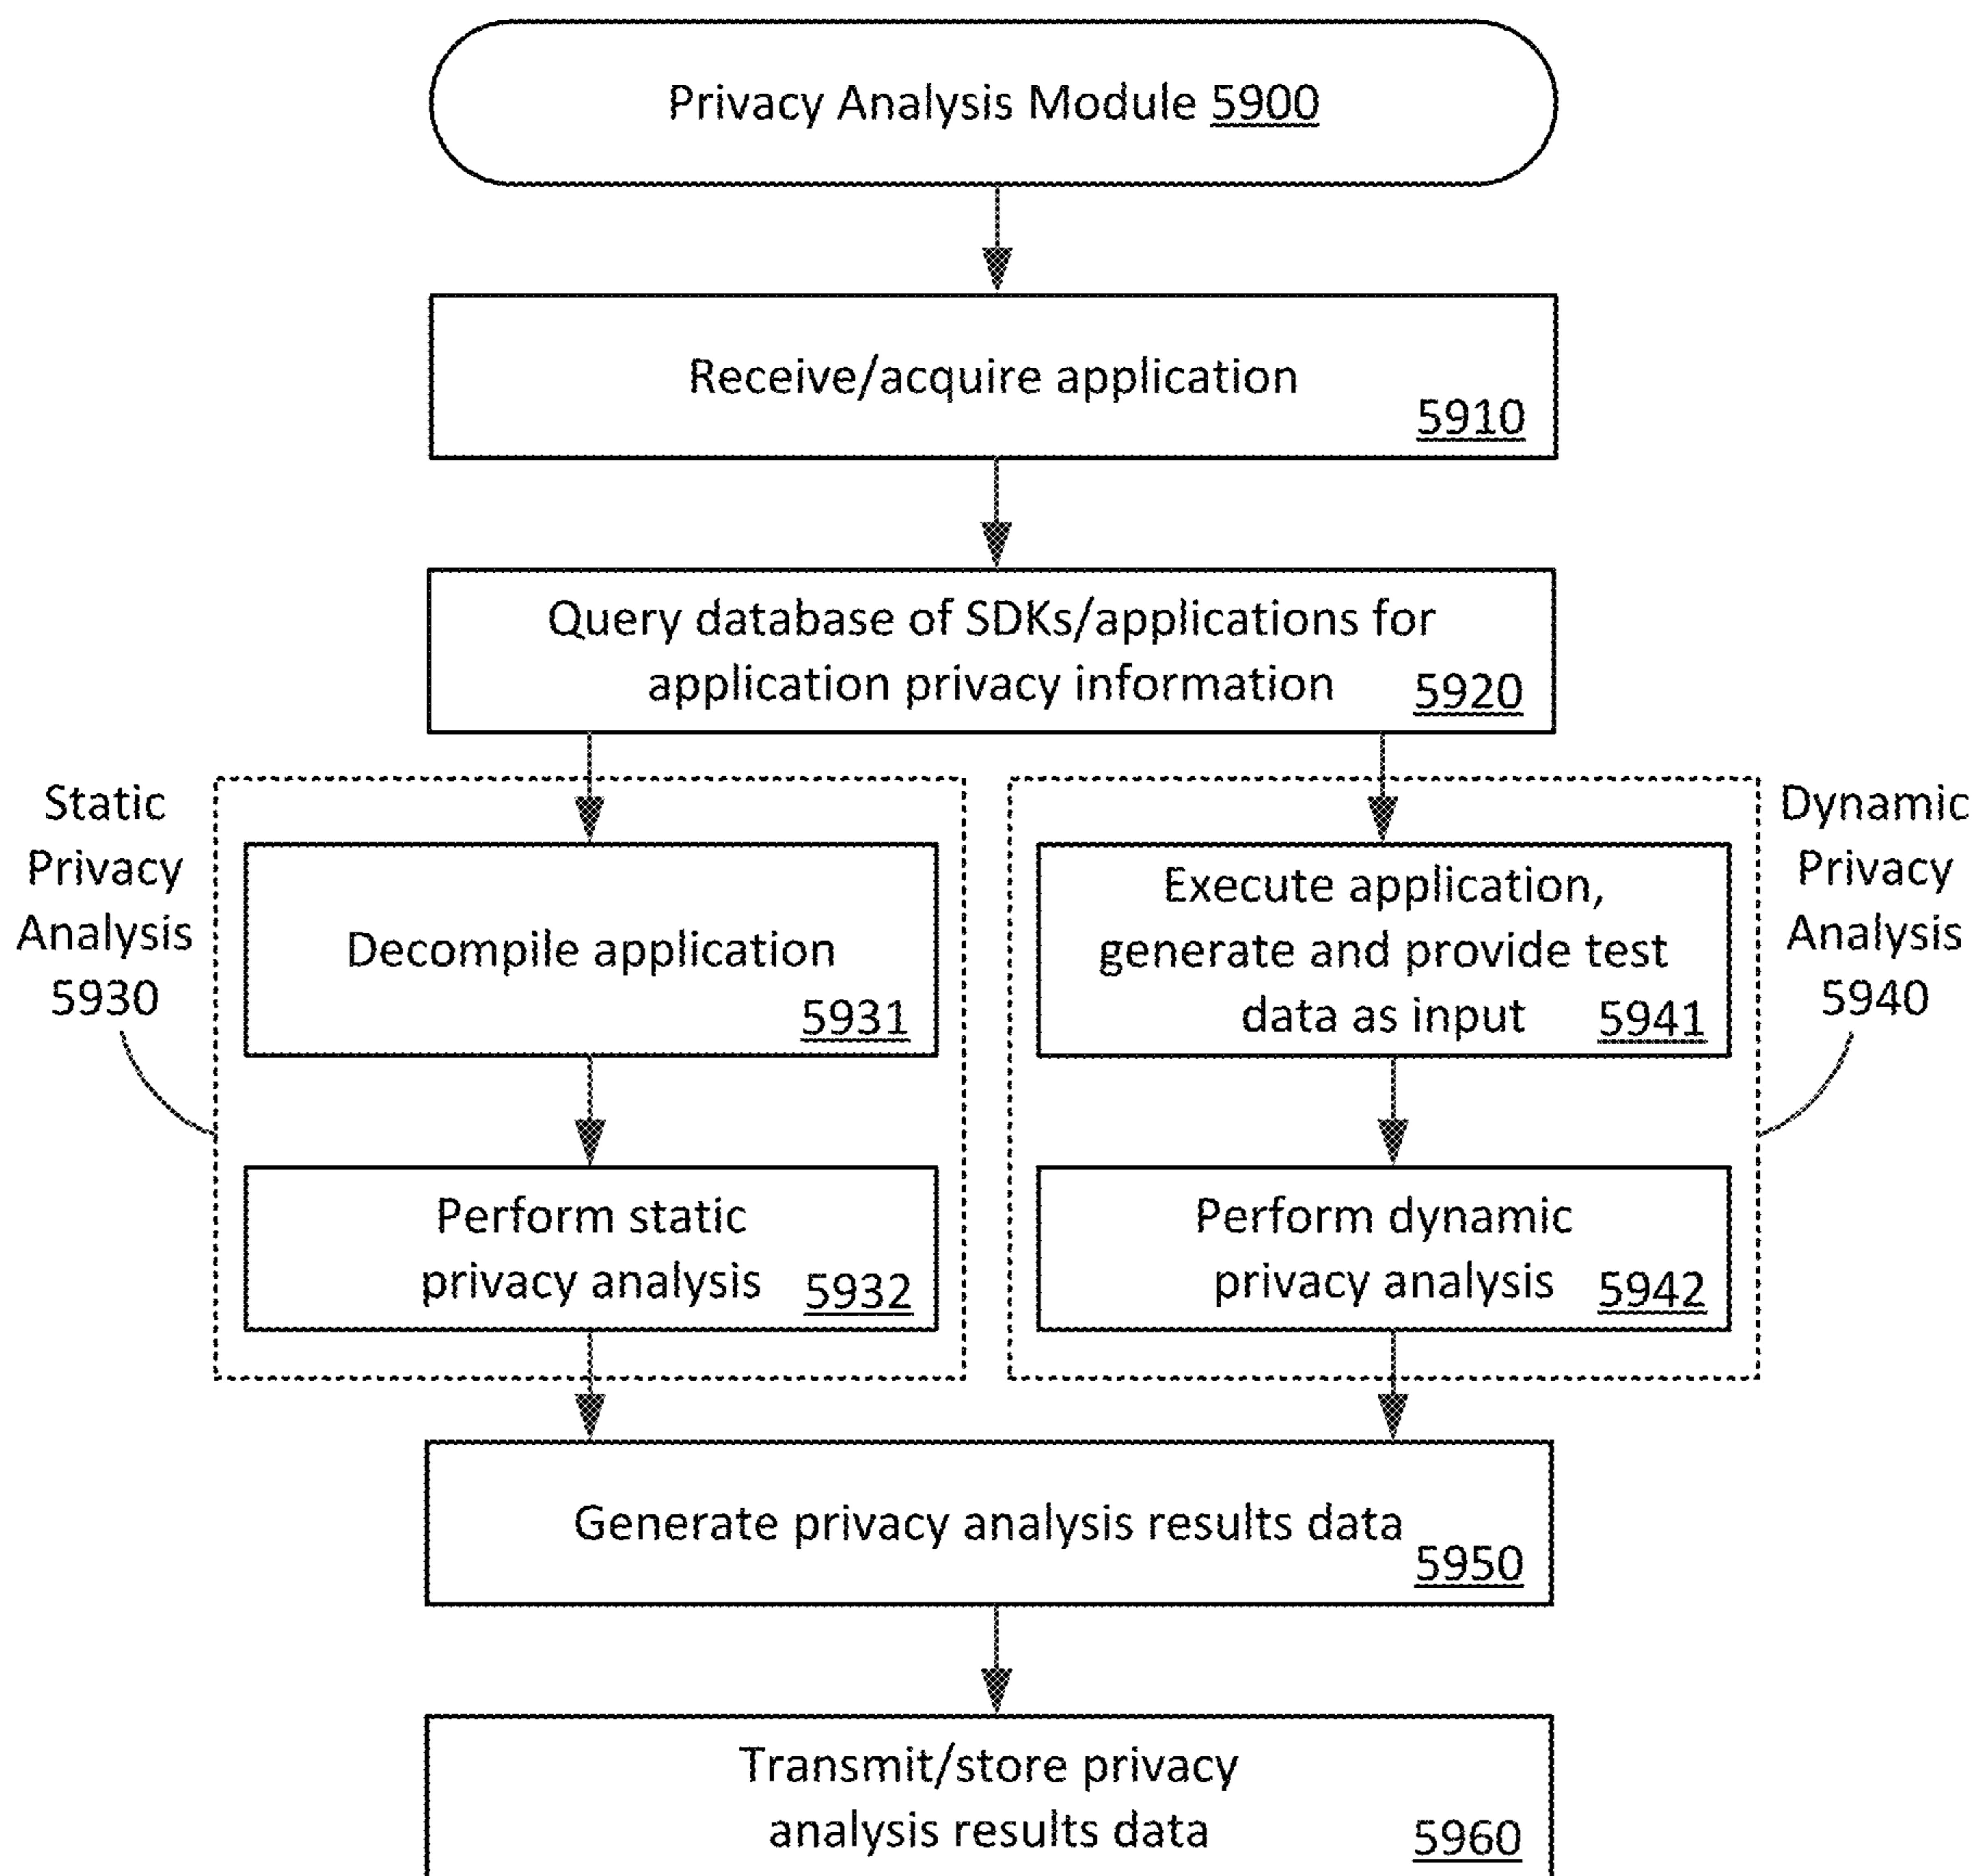 Privacy Analysis Module 5900
Receive/acquire application
5910
Query database of SDKs/applications for
application privacy information 5920
Static
Privacy
Analysis
5930
Decompile application
5931
Perform static
privacy analysis 5932
Execute application,
generate and provide test
data as input 5941
Perform dynamic
privacy analysis 5942
Dynamic
Privacy
Analysis
5940
Generate privacy analysis results data
5950
Transmit/store privacy
analysis results data 5960